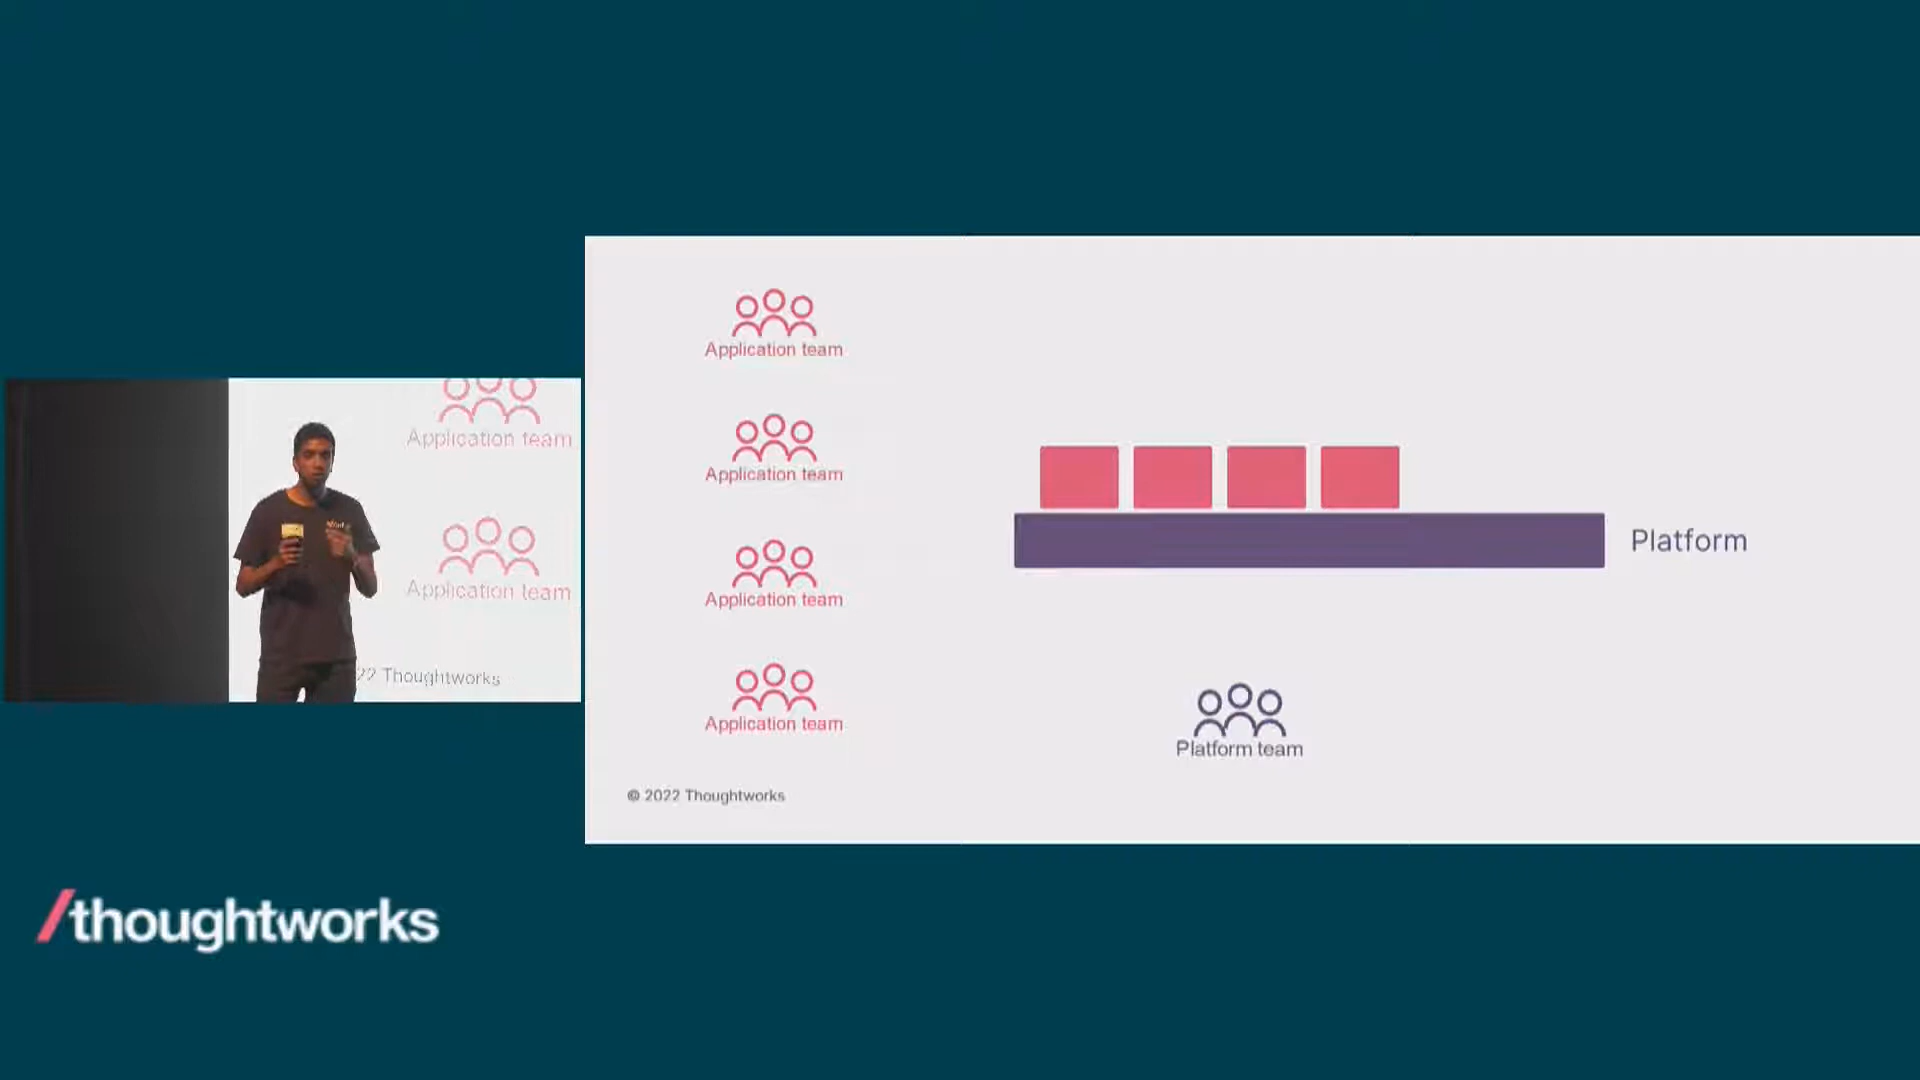 Application team
Application team
Application team
Application team
Platform
Platform team
© 2022 Thoughtworks
Application team
Application team
22 Thoughtworks
/thoughtworks